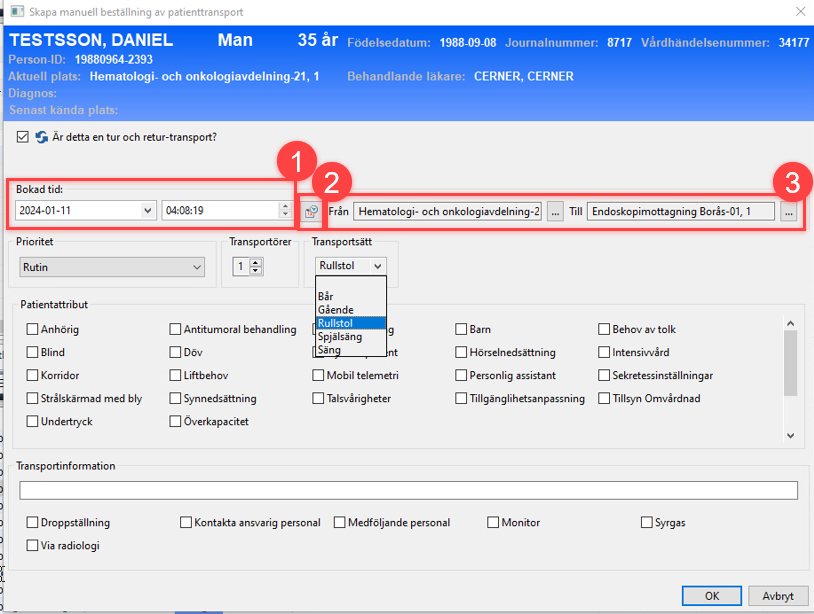 Skapa manuell beställning av patienttransport
TESTSSON, DANIEL Man 35 år Födelsedatum: 1988-09-08 Journalnummer: 8717 Vårdhändelsenummer: 34177
Person-ID: 19880964-2393
Aktuell plats: Hematologi- och onkologiavdelning-21, 1 Behandlande läkare: CERNER, CERNER
Diagnos:
Senast kända plats:
Är detta en tur och retur-transport?
1
2
3
Bokad tid:
2024-01-11 04:08:19 Från Hematologi- och onkologiavdelning-2 ... Till Endoskopimottagning Borås-01, 1 ...
Prioritet Transportörer Transportsätt
Rutin 1 Rullstol
Bår
Gående
Rullstol
Spjälsäng
Säng
Patientattribut
Anhörig Antitumoral behandling Barn Behov av tolk
Blind Döv Hörselnedsättning Intensivvård
Korridor Liftbehov Mobil telemetri Personlig assistent Sekretessinställningar
Strålskärmad med bly Synnedsättning Talsvårigheter Tillgänglihetsanpassning Tillsyn Omvårdnad
Undertryck Överkapacitet
Transportinformation
Droppställning Kontakta ansvarig personal Medföljande personal Monitor Syrgas
Via radiologi
OK Avbryt